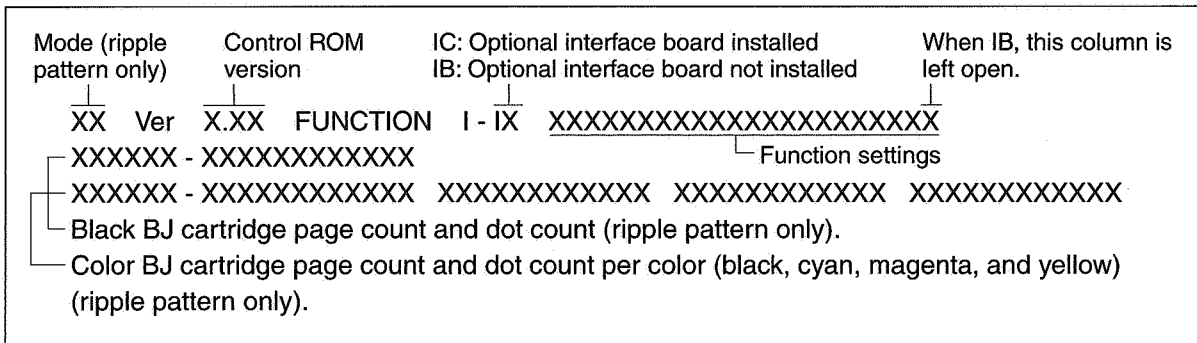 Mode (ripple pattern only)
Control ROM version
IC: Optional interface board installed
IB: Optional interface board not installed
When IB, this column is left open.
XX Ver X.XX FUNCTION I - IX XXXXXXXXXXXXXXXXXXXXXXX
Function settings
XXXXXX - XXXXXXXXXXXX
XXXXXX - XXXXXXXXXXXX XXXXXXXXXXXX XXXXXXXXXXXX XXXXXXXXXXXX
Black BJ cartridge page count and dot count (ripple pattern only).
Color BJ cartridge page count and dot count per color (black, cyan, magenta, and yellow)
(ripple pattern only).